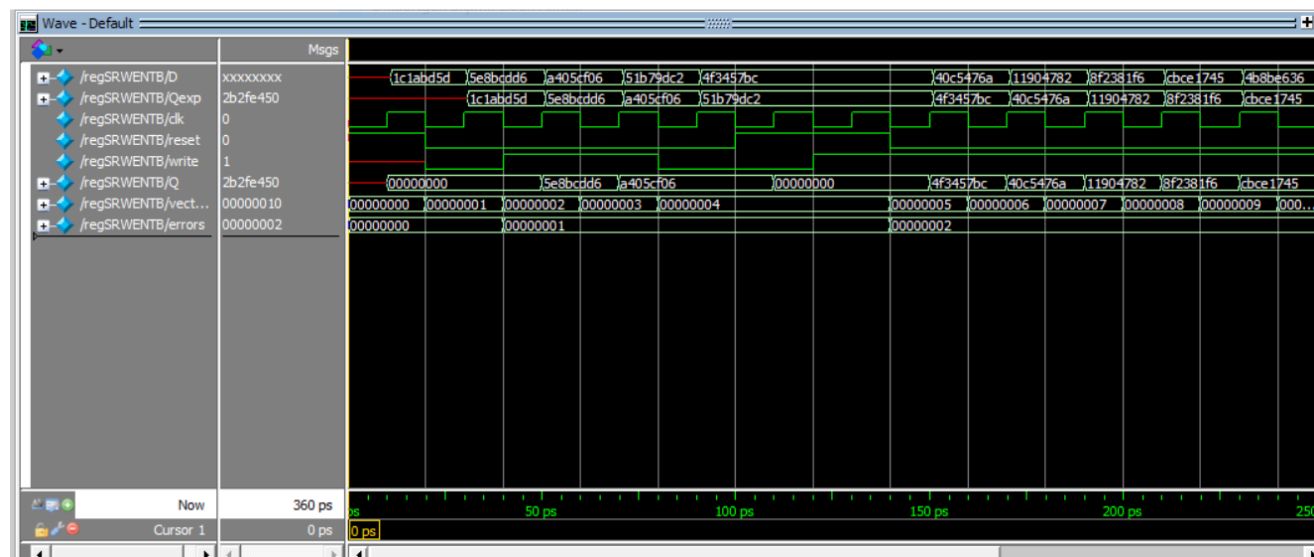 Wave - Default
Msgs
/regSRWENTB/D xxxxxxxx 1c1abd5d 5e8bcdd6 a405cf06 51b79dc2 4f3457bc 40c5476a 11904782 8f2381f6 cbce1745 4b8be636
/regSRWENTB/Qexp 2b2fe450 1c1abd5d 5e8bcdd6 a405cf06 51b79dc2 4f3457bc 40c5476a 11904782 8f2381f6 cbce1745
/regSRWENTB/clk 0
/regSRWENTB/reset 0
/regSRWENTB/write 1
/regSRWENTB/Q 2b2fe450 00000000 5e8bcdd6 a405cf06 00000000 4f3457bc 40c5476a 11904782 8f2381f6 cbce1745
/regSRWENTB/vect... 00000010 00000000 00000001 00000002 00000003 00000004 00000005 00000006 00000007 00000008 00000009 000...
/regSRWENTB/errors 00000002 00000000 00000001 00000002
Now 360 ps ps 50 ps 100 ps 150 ps 200 ps 250
Cursor 1 0 ps 0 ps